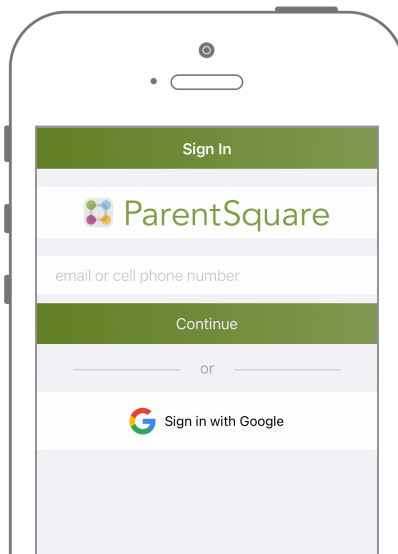 Sign In
ParentSquare
email or cell phone number
Continue
or
Sign in with Google